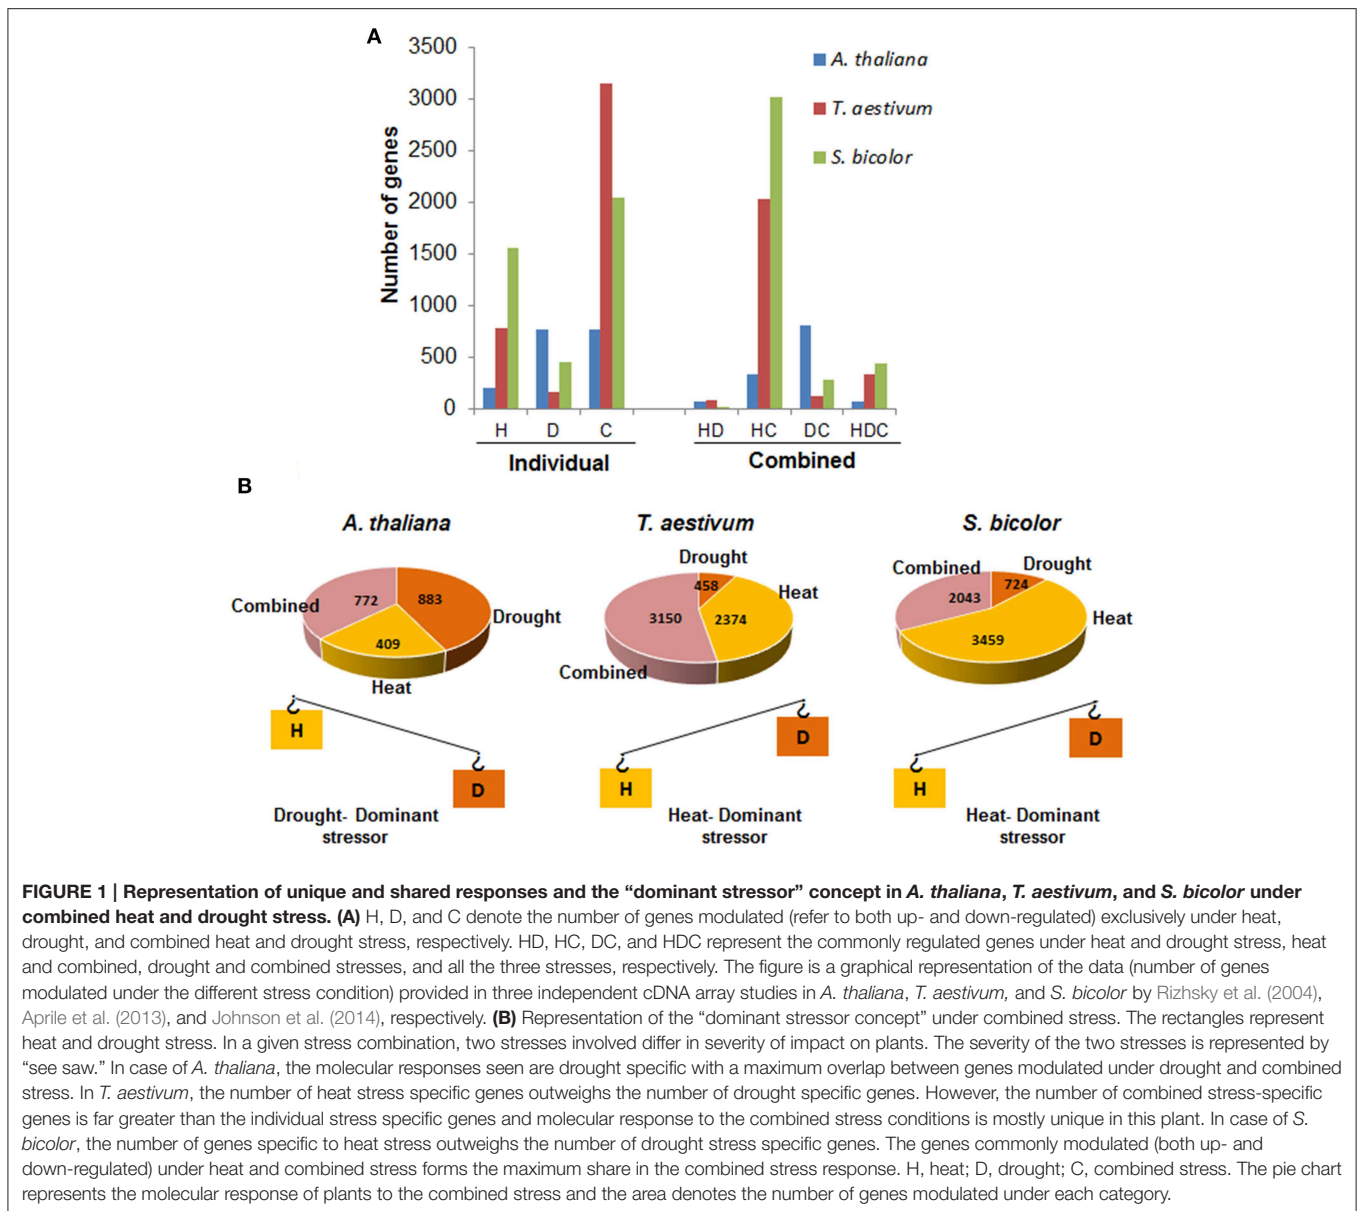 A
3500
3000
2500
2000
1500
1000
500
0
Number of genes
A. thaliana
T. aestivum
S. bicolor
H D C HD HC DC HDC
Individual Combined
B
A. thaliana T. aestivum S. bicolor
Combined 772 883 Drought
409
Heat
Drought
458
Heat
3150 2374
Combined
Combined Drought
724
2043
Heat
3459
H D D
D H H
Drought- Dominant Heat- Dominant Heat- Dominant
stressor stressor stressor
FIGURE 1 | Representation of unique and shared responses and the “dominant stressor” concept in A. thaliana, T. aestivum, and S. bicolor under
combined heat and drought stress. (A) H, D, and C denote the number of genes modulated (refer to both up- and down-regulated) exclusively under heat,
drought, and combined heat and drought stress, respectively. HD, HC, DC, and HDC represent the commonly regulated genes under heat and drought stress, heat
and combined, drought and combined stresses, and all the three stresses, respectively. The figure is a graphical representation of the data (number of genes
modulated under the different stress condition) provided in three independent cDNA array studies in A. thaliana, T. aestivum, and S. bicolor by Rizhsky et al. (2004),
Aprile et al. (2013), and Johnson et al. (2014), respectively. (B) Representation of the “dominant stressor concept” under combined stress. The rectangles represent
heat and drought stress. In a given stress combination, two stresses involved differ in severity of impact on plants. The severity of the two stresses is represented by
“see saw.” In case of A. thaliana, the molecular responses seen are drought specific with a maximum overlap between genes modulated under drought and combined
stress. In T. aestivum, the number of heat stress specific genes outweighs the number of drought specific genes. However, the number of combined stress-specific
genes is far greater than the individual stress specific genes and molecular response to the combined stress conditions is mostly unique in this plant. In case of S.
bicolor, the number of genes specific to heat stress outweighs the number of drought stress specific genes. The genes commonly modulated (both up- and
down-regulated) under heat and combined stress forms the maximum share in the combined stress response. H, heat; D, drought; C, combined stress. The pie chart
represents the molecular response of plants to the combined stress and the area denotes the number of genes modulated under each category.